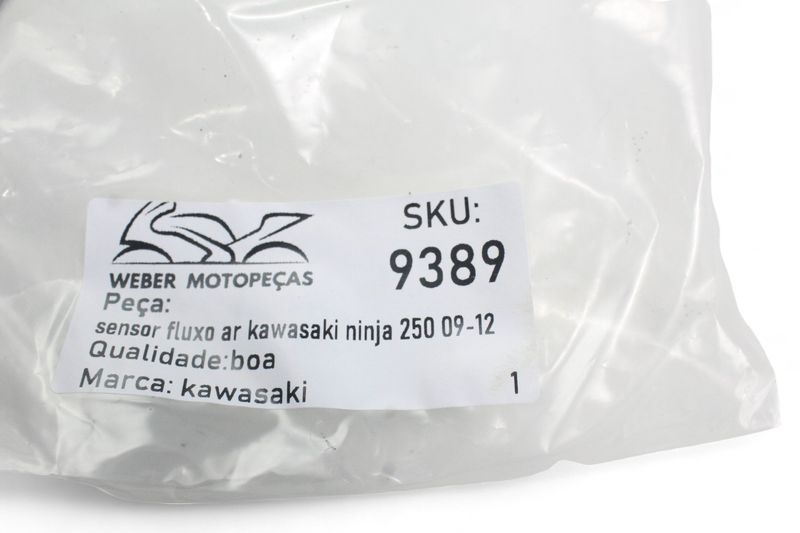 SKU:
9389
WEBER MOTOPEÇAS
Peça:
sensor fluxo ar kawasaki ninja 250 09-12
Qualidade:boa
Marca: kawasaki
1